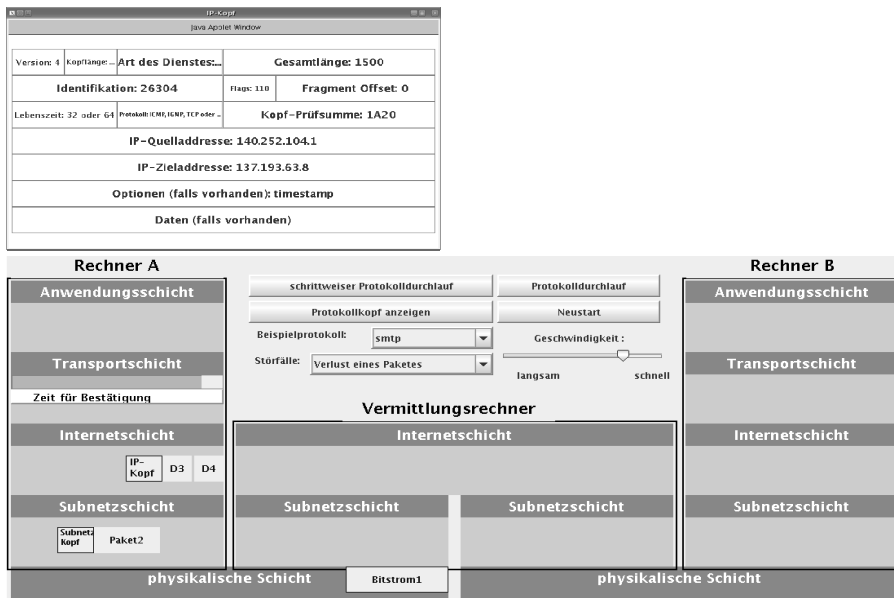 IP-Kopf
Java Applet Window
Version: 4 Kopflänge: ... Art des Dienstes:... Gesamtlänge: 1500
Identifikation: 26304 Flags: 110 Fragment Offset: 0
Lebenszeit: 32 oder 64 Protokoll: ICMP, IGNP, TCP oder ... Kopf-Prüfsumme: 1A20
IP-Quelladdresse: 140.252.104.1
IP-Zieladdresse: 137.193.63.8
Optionen (falls vorhanden): timestamp
Daten (falls vorhanden)
Rechner A
Rechner B
Anwendungsschicht
schrittweiser Protokolldurchlauf
Protokolldurchlauf
Anwendungsschicht
Protokollkopf anzeigen
Neustart
Beispielprotokoll: smtp
Geschwindigkeit :
Störfälle: Verlust eines Paketes
langsam schnell
Transportschicht
Transportschicht
Zeit für Bestätigung
Vermittlungsrechner
Internetschicht
Internetschicht
Internetschicht
IP-
Kopf D3 D4
Subnetzschicht
Subnetzschicht
Subnetzschicht
Subnetzschicht
Subnetz
Kopf Paket2
physikalische Schicht
Bitstrom1
physikalische Schicht